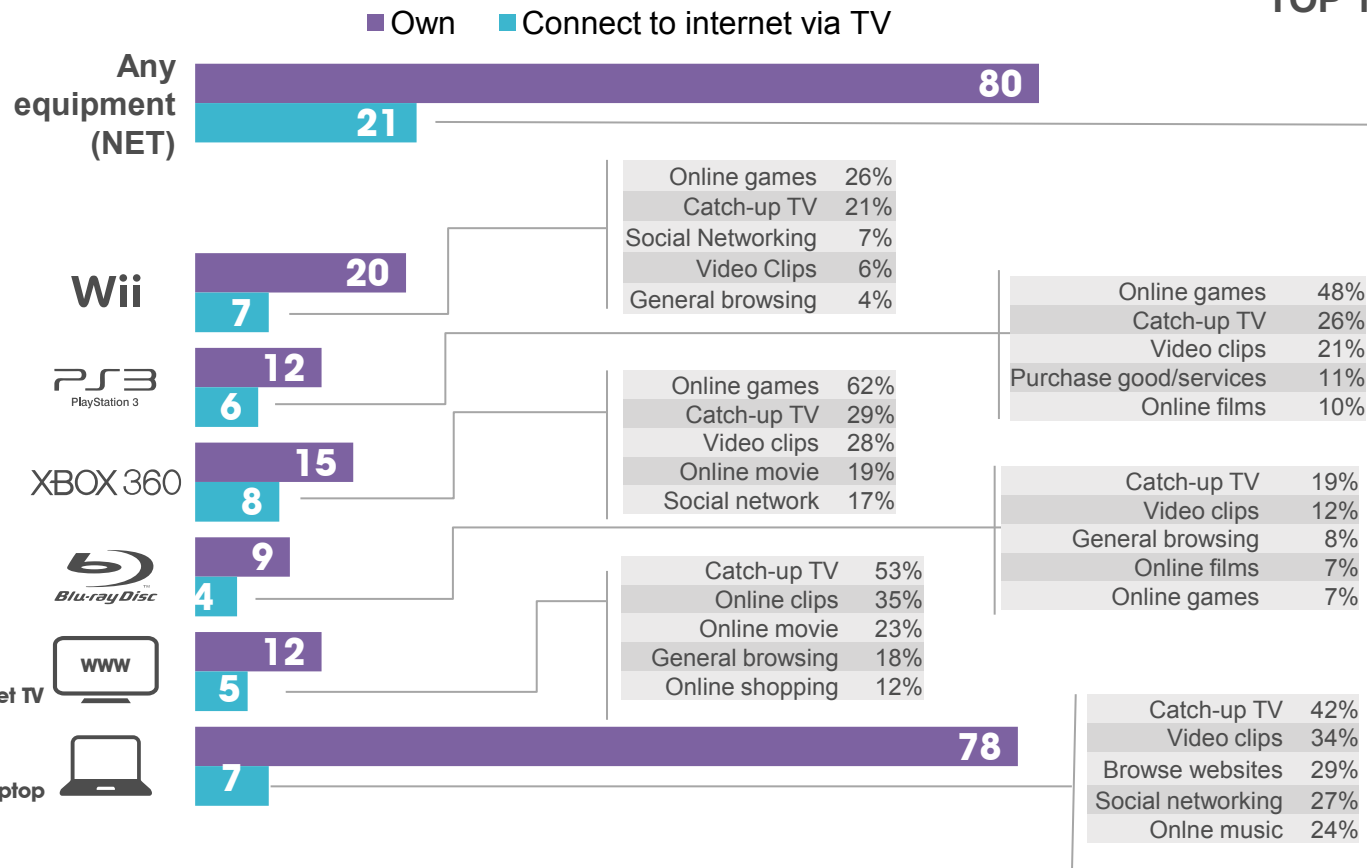 TOP 1
Own Connect to internet via TV
Any
equipment
(NET)
80
21
Online games 26%
Catch-up TV 21%
Social Networking 7%
Video Clips 6%
General browsing 4%
Wii
20
7
Online games 48%
Catch-up TV 26%
Video clips 21%
Purchase good/services 11%
Online films 10%
PS3
PlayStation 3
12
6
Online games 62%
Catch-up TV 29%
Video clips 28%
Online movie 19%
Social network 17%
XBOX 360
15
8
Catch-up TV 19%
Video clips 12%
General browsing 8%
Online films 7%
Online games 7%
Blu-ray Disc
TM
9
4
Catch-up TV 53%
Online clips 35%
Online movie 23%
General browsing 18%
Online shopping 12%
www
et TV
12
5
Catch-up TV 42%
Video clips 34%
Browse websites 29%
Social networking 27%
Onlne music 24%
ptop
78
7